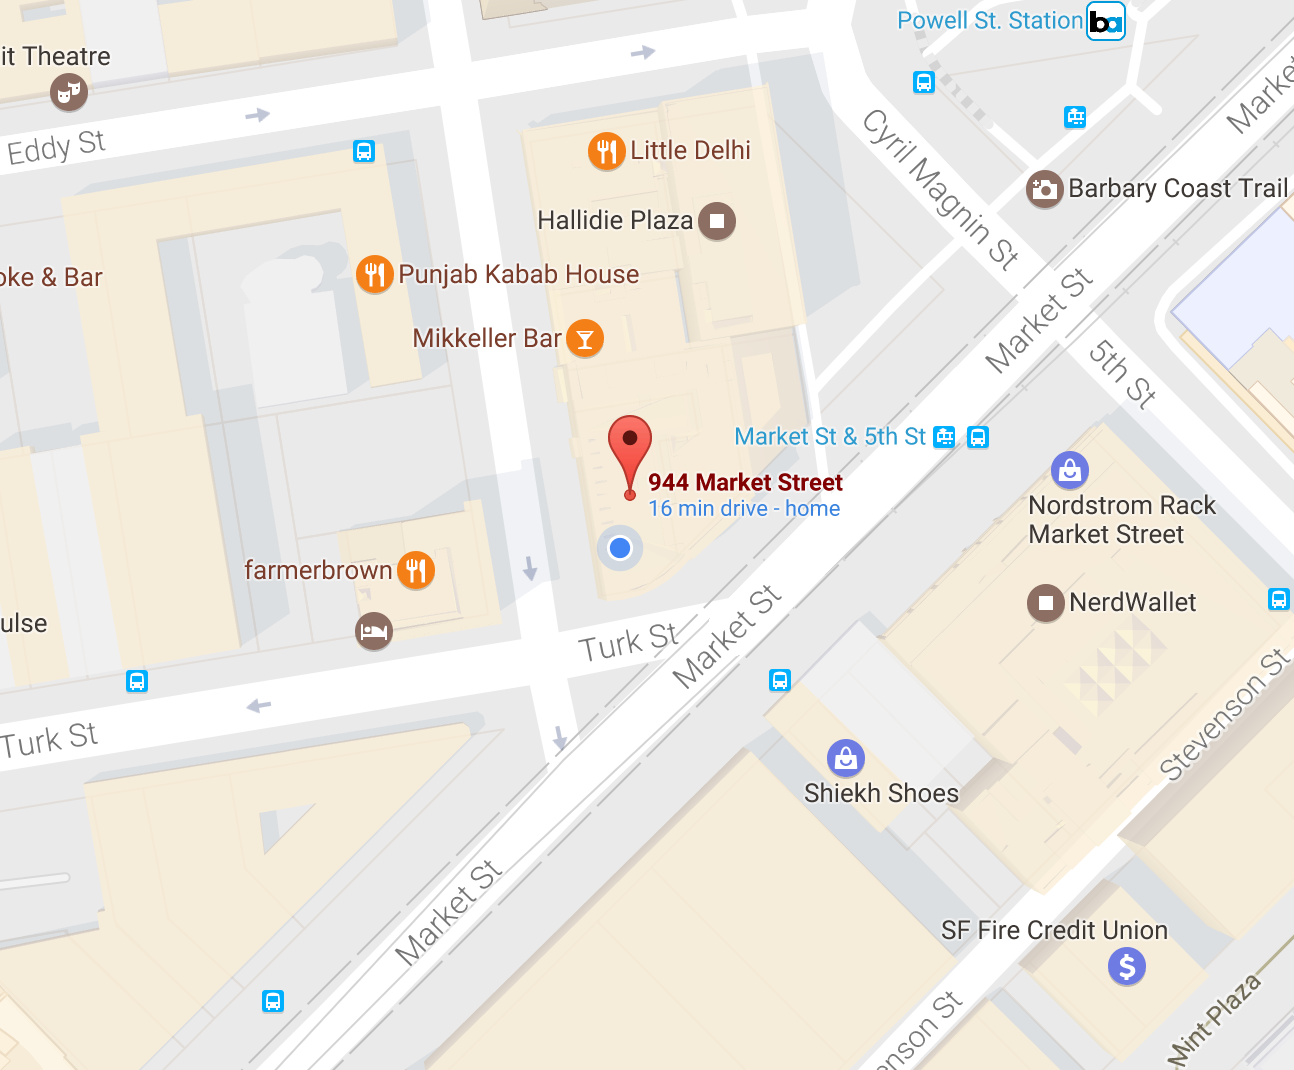 Powell St. Station
ba
it Theatre
Market
Eddy St
Cyril Magnin St
Little Delhi
Barbary Coast Trail
Hallidie Plaza
oke & Bar
Punjab Kabab House
Mikkeller Bar
Market St
5th St
Market St & 5th St
944 Market Street
16 min drive - home
Nordstrom Rack
Market Street
farmerbrown
NerdWallet
ulse
Turk St
Market St
Turk St
Stevenson St
Shiekh Shoes
Market St
SF Fire Credit Union
$
enson St
Mint Plaza